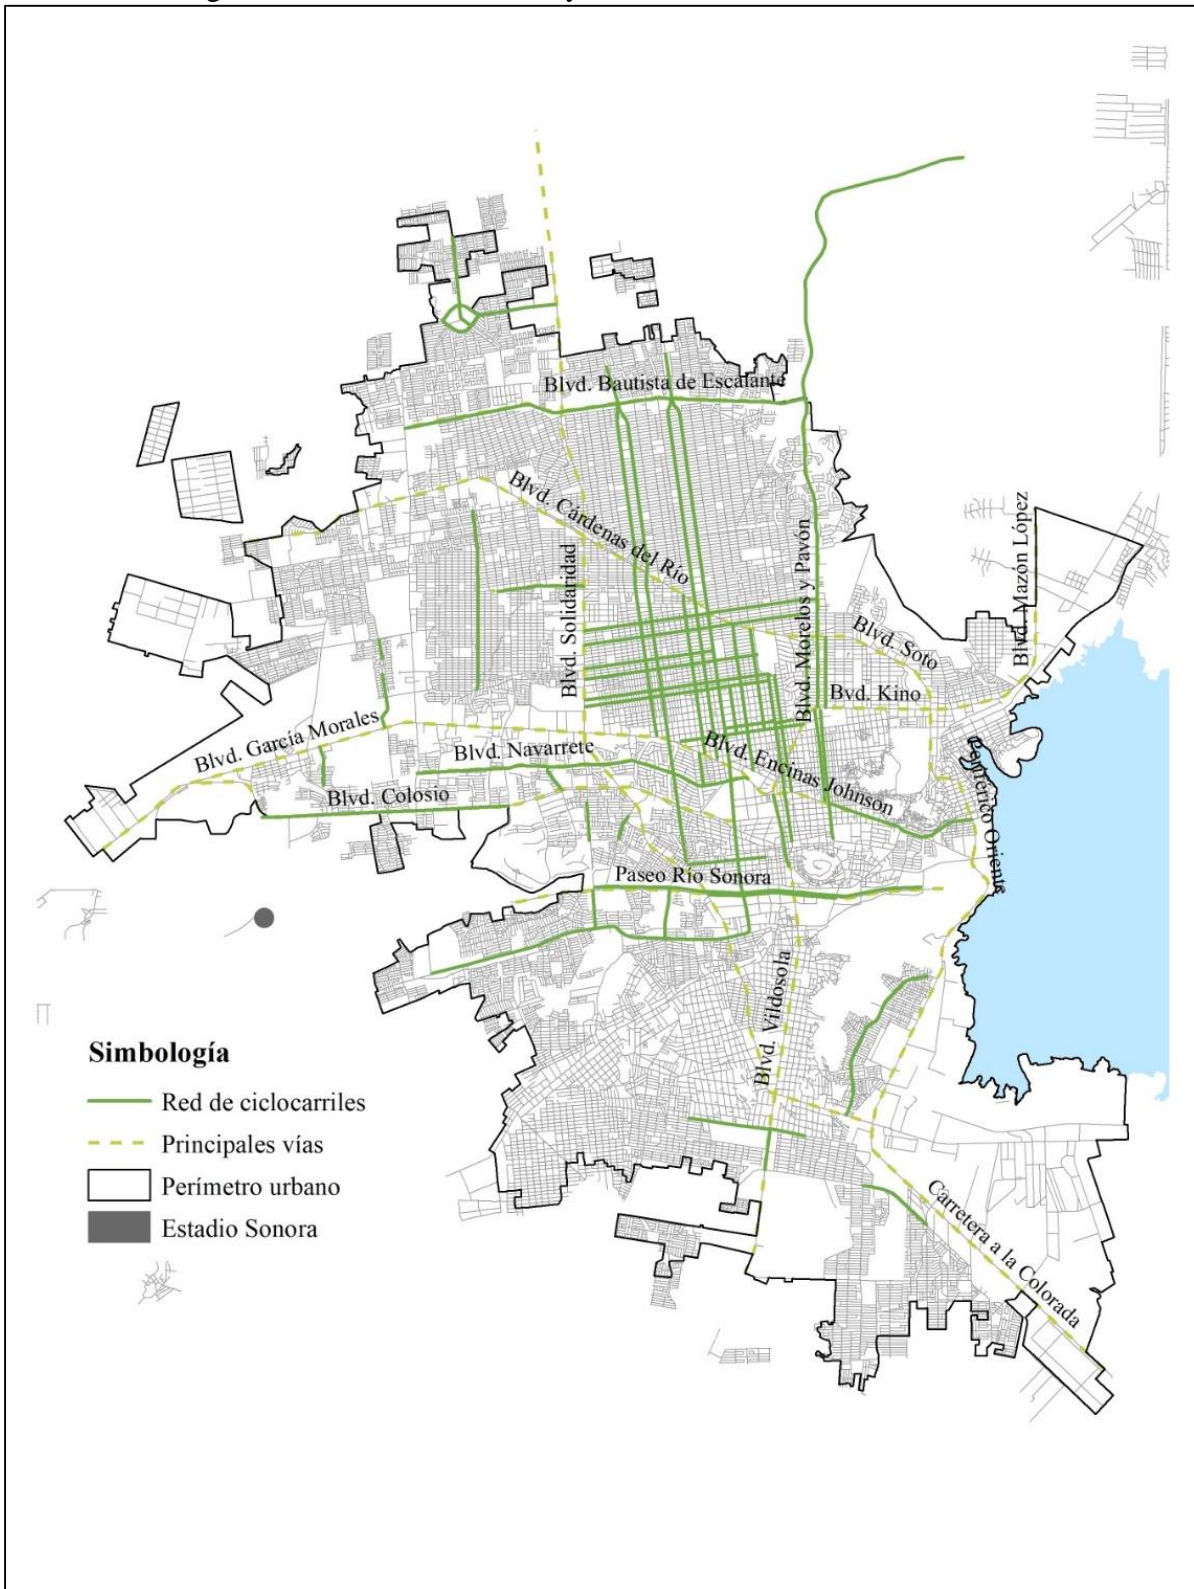 Blvd. Bautista de Escalante
Blvd. Cárdenas del Río
Blvd. Mazón López
Blvd. Solidaridad
Blvd. Morelos y Pavón
Blvd. Soto
Bvd. Kino
Blvd. García Morales
Blvd. Navarrete
Blvd. Encinas Johnson
Periférico Oriente
Blvd. Colosio
Paseo Río Sonora
Blvd. Vildosola
Simbología
Red de ciclocarriles
Principales vías
Perímetro urbano
Estadio Sonora
Carretera a la Colorada